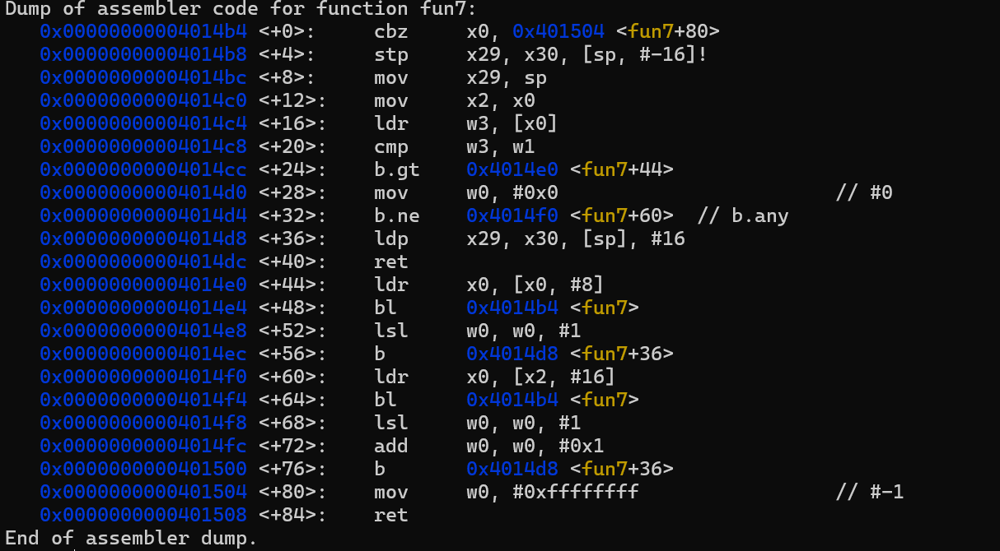 Dump of assembler code for function fun7:
   0x00000000004014b4 <+0>:     cbz     x0, 0x401504 <fun7+80>
   0x00000000004014b8 <+4>:     stp     x29, x30, [sp, #-16]!
   0x00000000004014bc <+8>:     mov     x29, sp
   0x00000000004014c0 <+12>:    mov     x2, x0
   0x00000000004014c4 <+16>:    ldr     w3, [x0]
   0x00000000004014c8 <+20>:    cmp     w3, w1
   0x00000000004014cc <+24>:    b.gt    0x4014e0 <fun7+44>
   0x00000000004014d0 <+28>:    mov     w0, #0x0                        // #0
   0x00000000004014d4 <+32>:    b.ne    0x4014f0 <fun7+60>  // b.any
   0x00000000004014d8 <+36>:    ldp     x29, x30, [sp], #16
   0x00000000004014dc <+40>:    ret
   0x00000000004014e0 <+44>:    ldr     x0, [x0, #8]
   0x00000000004014e4 <+48>:    bl      0x4014b4 <fun7>
   0x00000000004014e8 <+52>:    lsl     w0, w0, #1
   0x00000000004014ec <+56>:    b       0x4014d8 <fun7+36>
   0x00000000004014f0 <+60>:    ldr     x0, [x2, #16]
   0x00000000004014f4 <+64>:    bl      0x4014b4 <fun7>
   0x00000000004014f8 <+68>:    lsl     w0, w0, #1
   0x00000000004014fc <+72>:    add     w0, w0, #0x1
   0x0000000000401500 <+76>:    b       0x4014d8 <fun7+36>
   0x0000000000401504 <+80>:    mov     w0, #0xffffffff                 // #-1
   0x0000000000401508 <+84>:    ret
End of assembler dump.